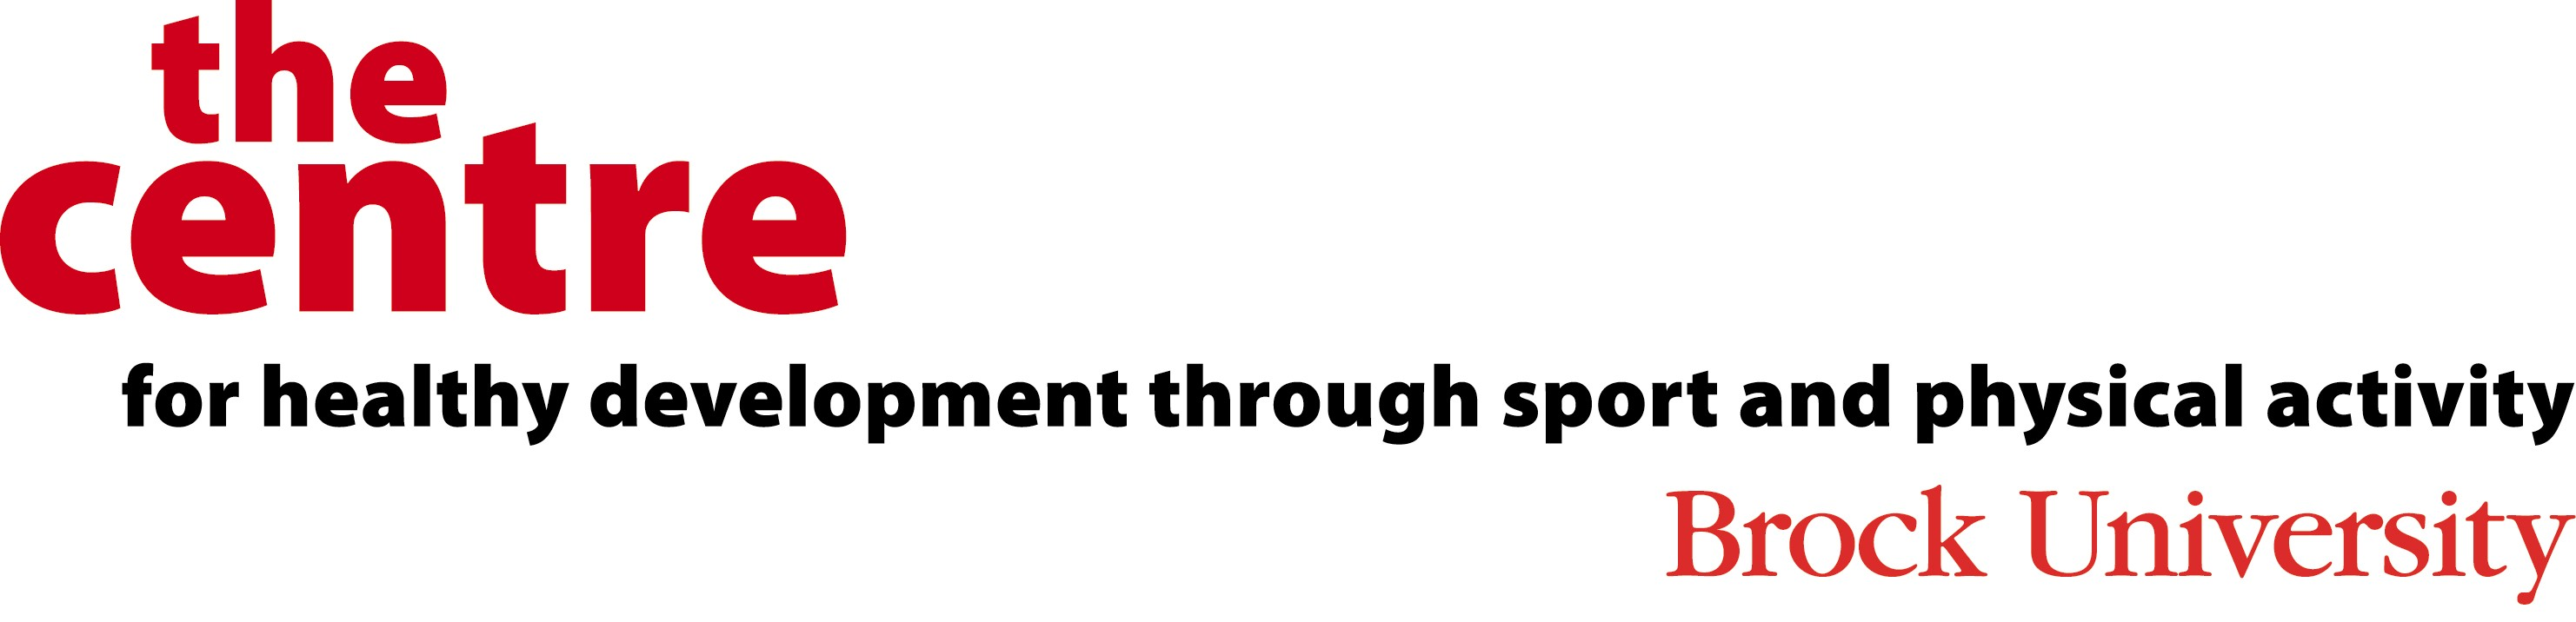 the
centre
for healthy development through sport and physical activity
Brock University